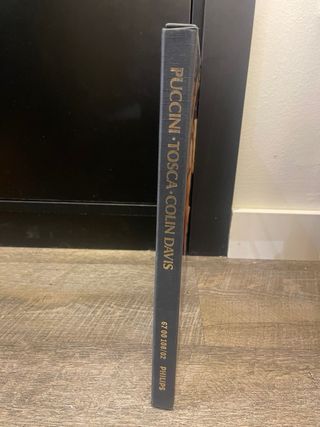 PUCCINI · TOSCA · COLIN DAVIS
67 00 108/02 PHILIPS